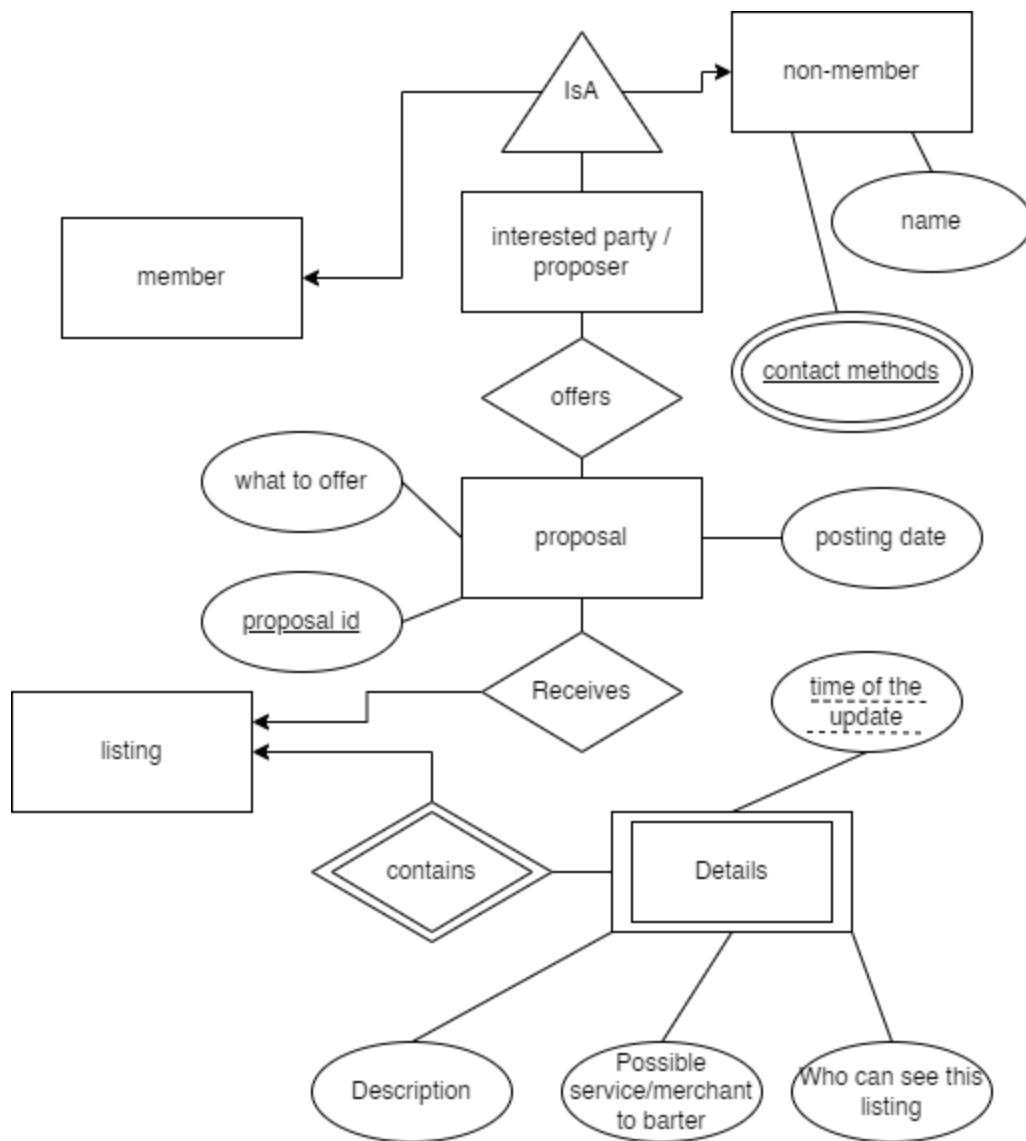 IsA
non-member
name
member
interested party /
proposer
contact methods
offers
what to offer
proposal
posting date
proposal id
Receives
time of the
update
listing
contains
Details
Description
Possible
service/merchant
to barter
Who can see this
listing